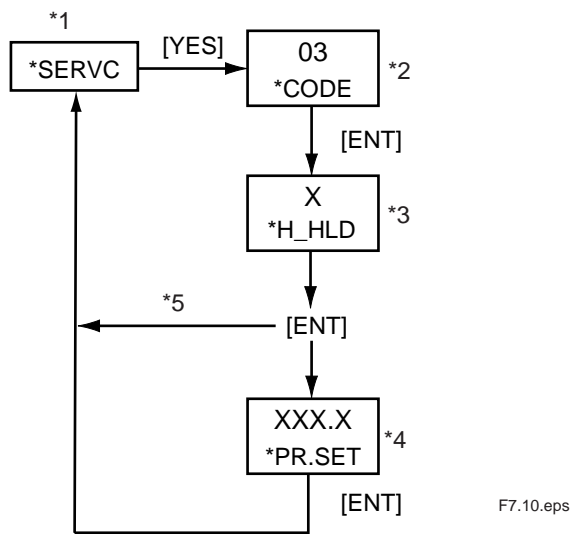 *1
*SERVC
[YES]
03
*CODE
*2
[ENT]
X
*H_HLD
*3
*5
[ENT]
XXX.X
*PR.SET
*4
[ENT]
F7.10.eps